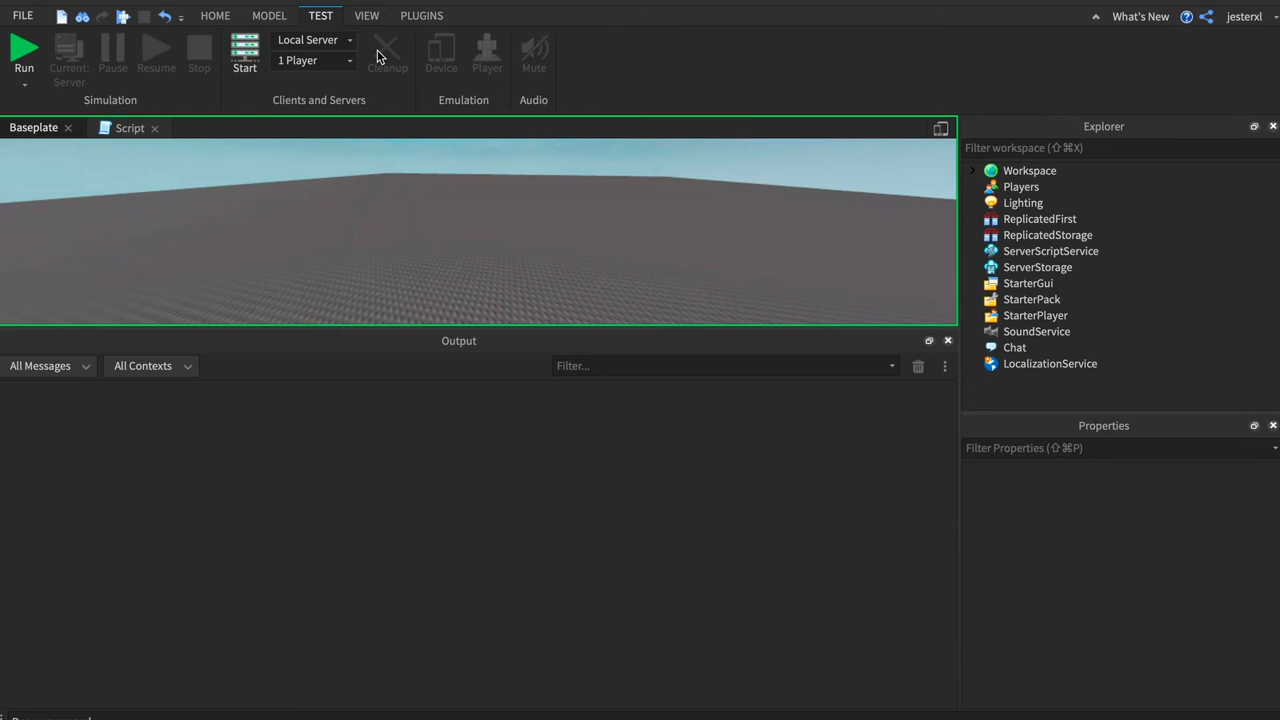 FILE HOME MODEL TEST VIEW PLUGINS What's New jesterxl
Run Current: Server Pause Resume Stop
Simulation
Start Local Server
1 Player
Cleanup
Clients and Servers
Device Player
Emulation
Mute
Audio
Baseplate Script
Output
All Messages All Contexts Filter...
Explorer
Filter workspace (⇧⌘X)
Workspace
Players
Lighting
ReplicatedFirst
ReplicatedStorage
ServerScriptService
ServerStorage
StarterGui
StarterPack
StarterPlayer
SoundService
Chat
LocalizationService
Properties
Filter Properties (⇧⌘P)